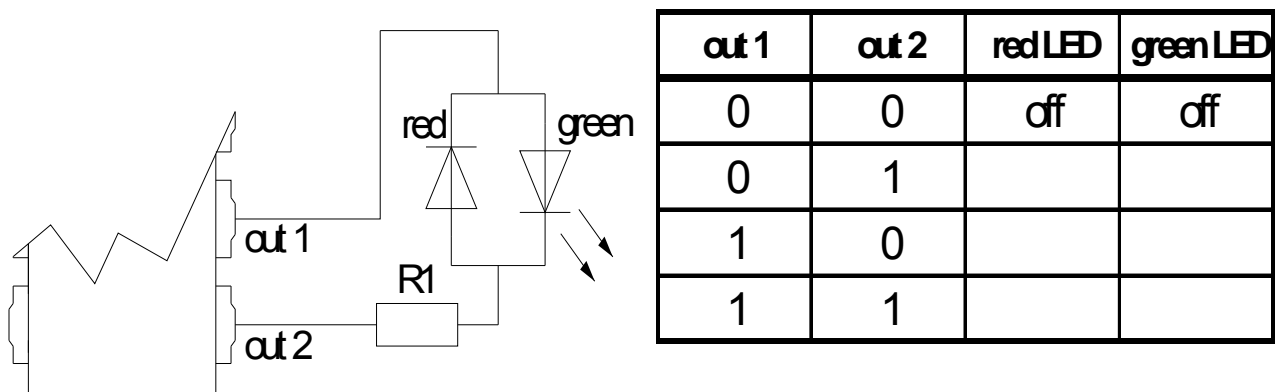 red
green
out 1
R1
out 2
out 1 out 2 red LED green LED
0 0 off off
0 1
1 0
1 1